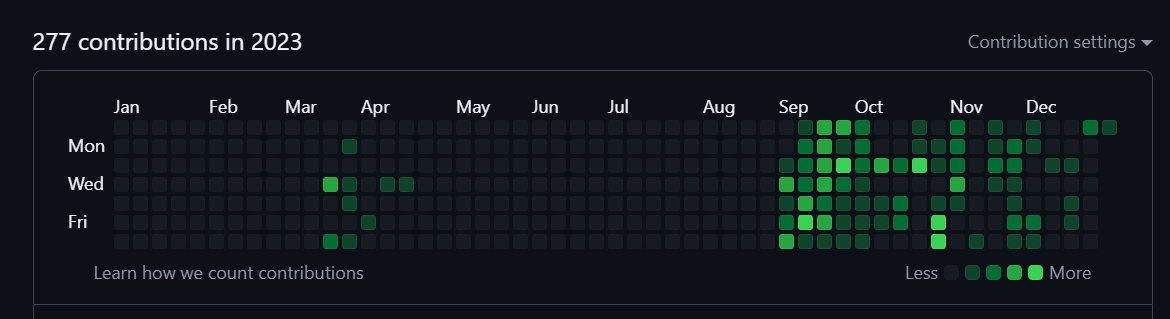 277 contributions in 2023
Contribution settings
Jan Feb Mar Apr May Jun Jul Aug Sep Oct Nov Dec
Mon
Wed
Fri
Learn how we count contributions
Less More